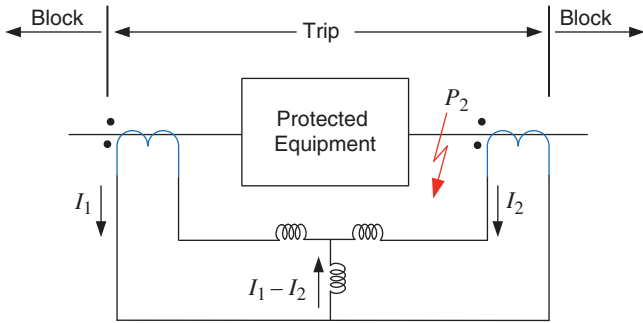 Block
Trip
Block
Protected
Equipment
P₂
I₁
I₂
I₁ – I₂